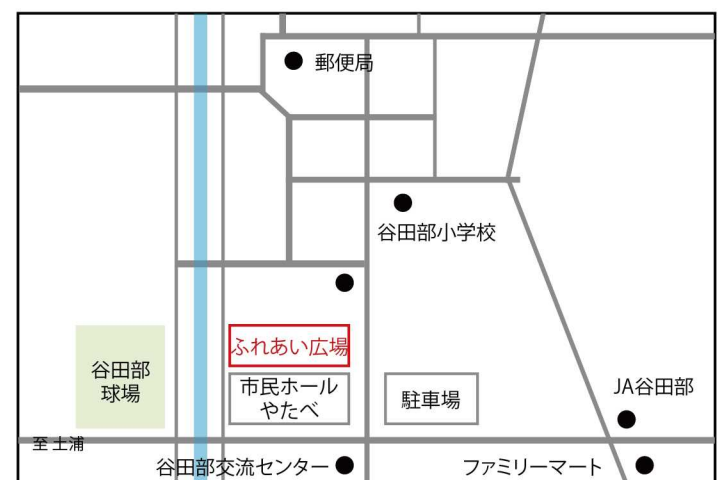 郵便局
谷田部小学校
ふれあい広場
谷田部
球場
市民ホール
やたべ
駐車場
JA谷田部
至 土浦
谷田部交流センター
ファミリーマート